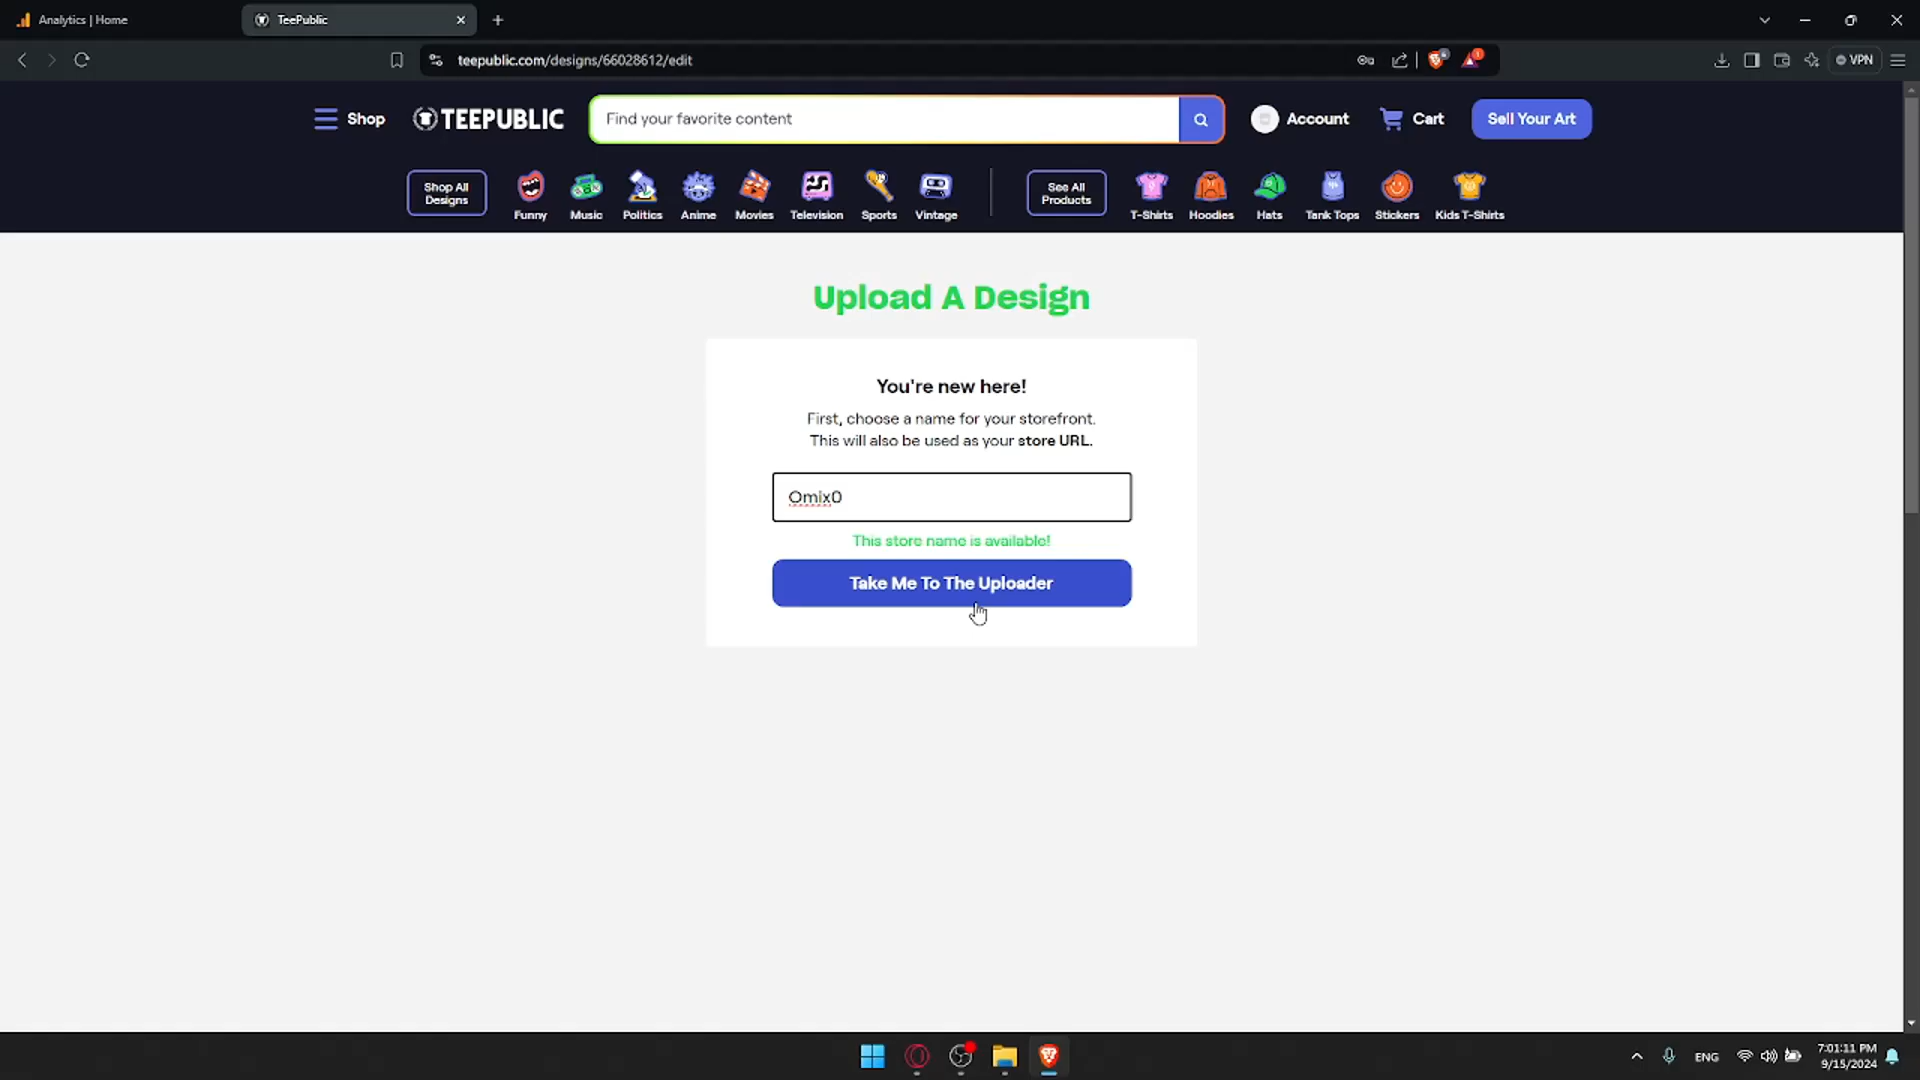 Analytics | Home
TeePublic
teepublic.com/designs/66028612/edit
VPN
Shop
TEEPUBLIC
Find your favorite content
Account
Cart
Sell Your Art
Shop All
Designs
Funny
Music
Politics
Anime
Movies
Television
Sports
Vintage
See All
Products
T-Shirts
Hoodies
Hats
Tank Tops
Stickers
Kids T-Shirts
Upload A Design
You're new here!
First, choose a name for your storefront.
This will also be used as your store URL.
Omix0
This store name is available!
Take Me To The Uploader
ENG
7:01:11 PM
9/15/2024